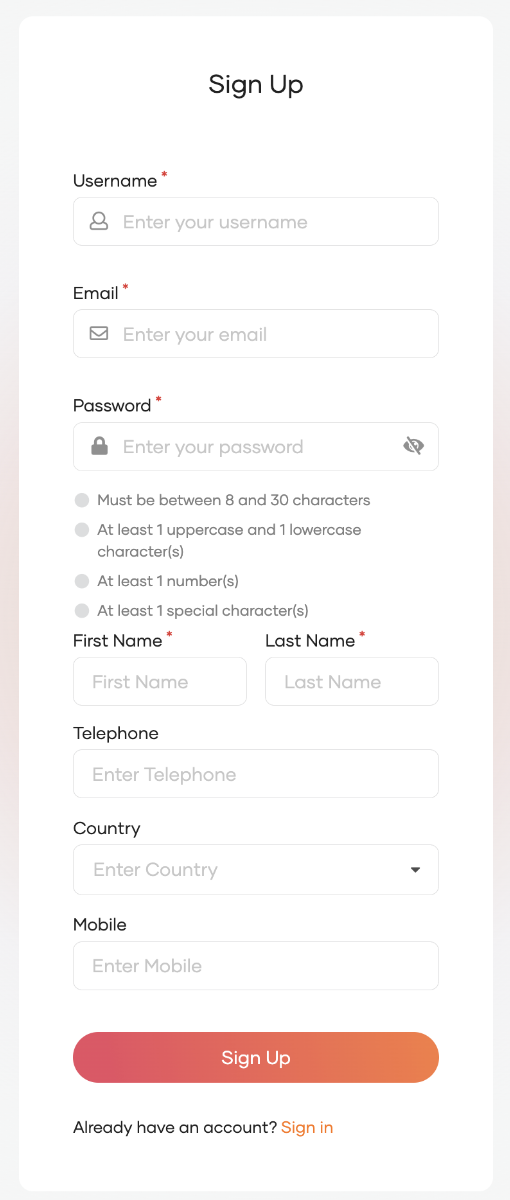 Sign Up
Username *
Enter your username
Email *
Enter your email
Password *
Enter your password
Must be between 8 and 30 characters
At least 1 uppercase and 1 lowercase
character(s)
At least 1 number(s)
At least 1 special character(s)
First Name * Last Name *
First Name Last Name
Telephone
Enter Telephone
Country
Enter Country
Mobile
Enter Mobile
Sign Up
Already have an account? Sign in